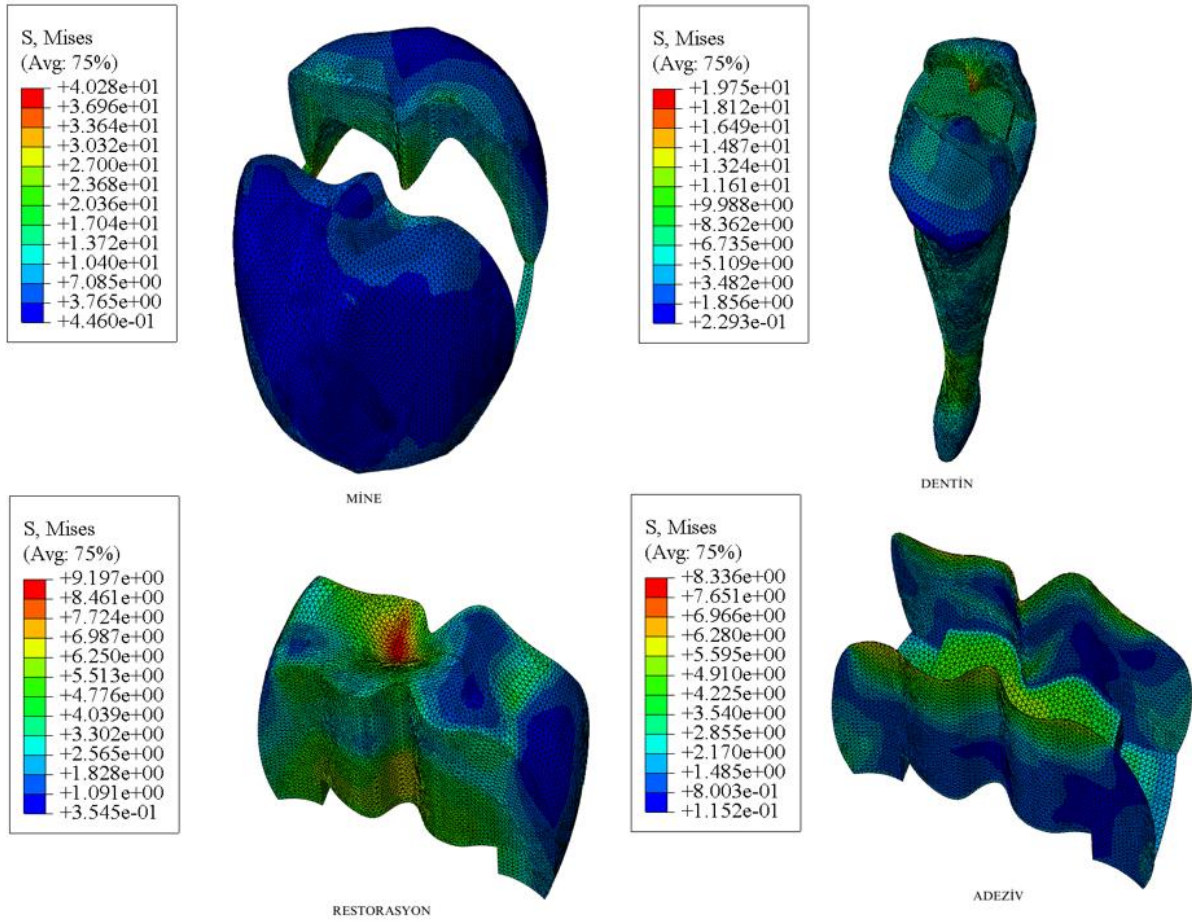 S, Mises
(Avg: 75%)
+4.028e+01
+3.696e+01
+3.364e+01
+3.032e+01
+2.700e+01
+2.368e+01
+2.036e+01
+1.704e+01
+1.372e+01
+1.040e+01
+7.085e+00
+3.765e+00
+4.460e-01
MİNE
S, Mises
(Avg: 75%)
+1.975e+01
+1.812e+01
+1.649e+01
+1.487e+01
+1.324e+01
+1.161e+01
+9.988e+00
+8.362e+00
+6.735e+00
+5.109e+00
+3.482e+00
+1.856e+00
+2.293e-01
DENTİN
S, Mises
(Avg: 75%)
+9.197e+00
+8.461e+00
+7.724e+00
+6.987e+00
+6.250e+00
+5.513e+00
+4.776e+00
+4.039e+00
+3.302e+00
+2.565e+00
+1.828e+00
+1.091e+00
+3.545e-01
RESTORASYON
S, Mises
(Avg: 75%)
+8.336e+00
+7.651e+00
+6.966e+00
+6.280e+00
+5.595e+00
+4.910e+00
+4.225e+00
+3.540e+00
+2.855e+00
+2.170e+00
+1.485e+00
+8.003e-01
+1.152e-01
ADEZİV